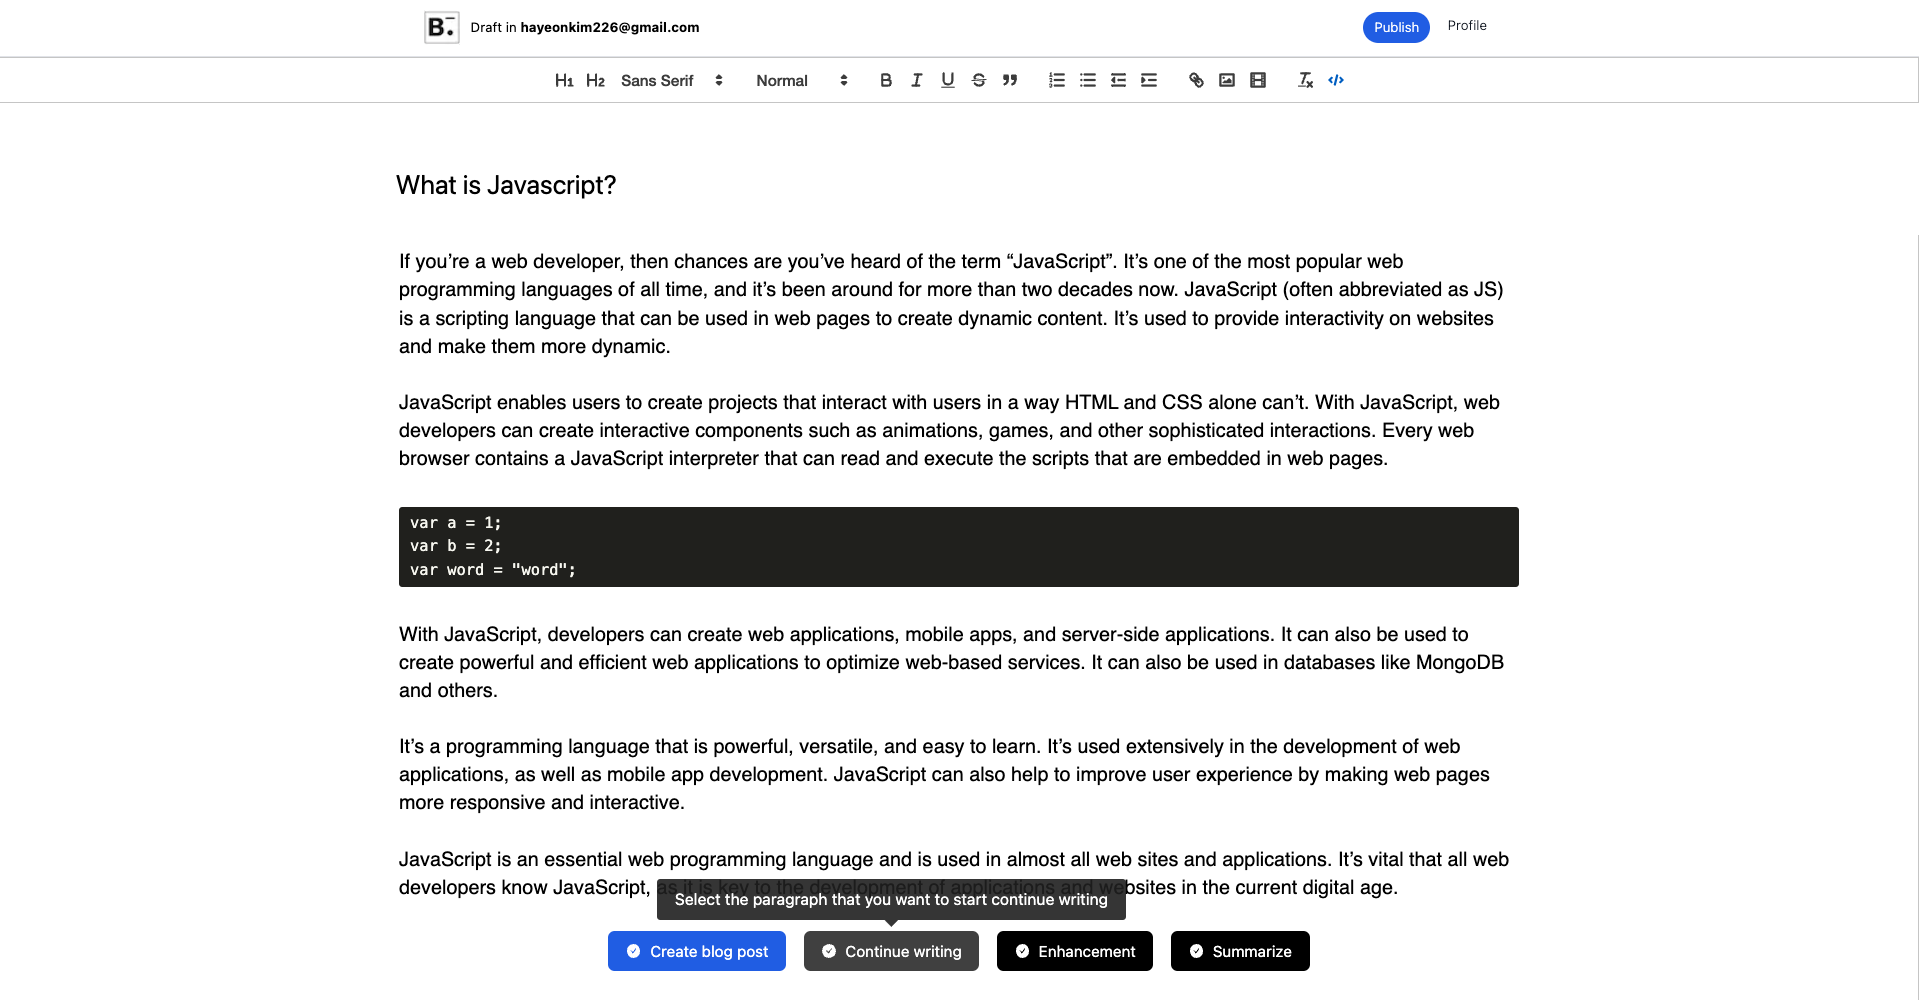 B. Draft in hayeonkim226@gmail.com Publish Profile
H1 H2 Sans Serif Normal B I U S
What is Javascript?
If you’re a web developer, then chances are you’ve heard of the term “JavaScript”. It’s one of the most popular web
programming languages of all time, and it’s been around for more than two decades now. JavaScript (often abbreviated as JS)
is a scripting language that can be used in web pages to create dynamic content. It’s used to provide interactivity on websites
and make them more dynamic.
JavaScript enables users to create projects that interact with users in a way HTML and CSS alone can’t. With JavaScript, web
developers can create interactive components such as animations, games, and other sophisticated interactions. Every web
browser contains a JavaScript interpreter that can read and execute the scripts that are embedded in web pages.
var a = 1;
var b = 2;
var word = "word";
With JavaScript, developers can create web applications, mobile apps, and server-side applications. It can also be used to
create powerful and efficient web applications to optimize web-based services. It can also be used in databases like MongoDB
and others.
It’s a programming language that is powerful, versatile, and easy to learn. It’s used extensively in the development of web
applications, as well as mobile app development. JavaScript can also help to improve user experience by making web pages
more responsive and interactive.
JavaScript is an essential web programming language and is used in almost all web sites and applications. It’s vital that all web
developers know JavaScript, as it is key to the development of applications and websites in the current digital age.
Select the paragraph that you want to start continue writing
Create blog post Continue writing Enhancement Summarize